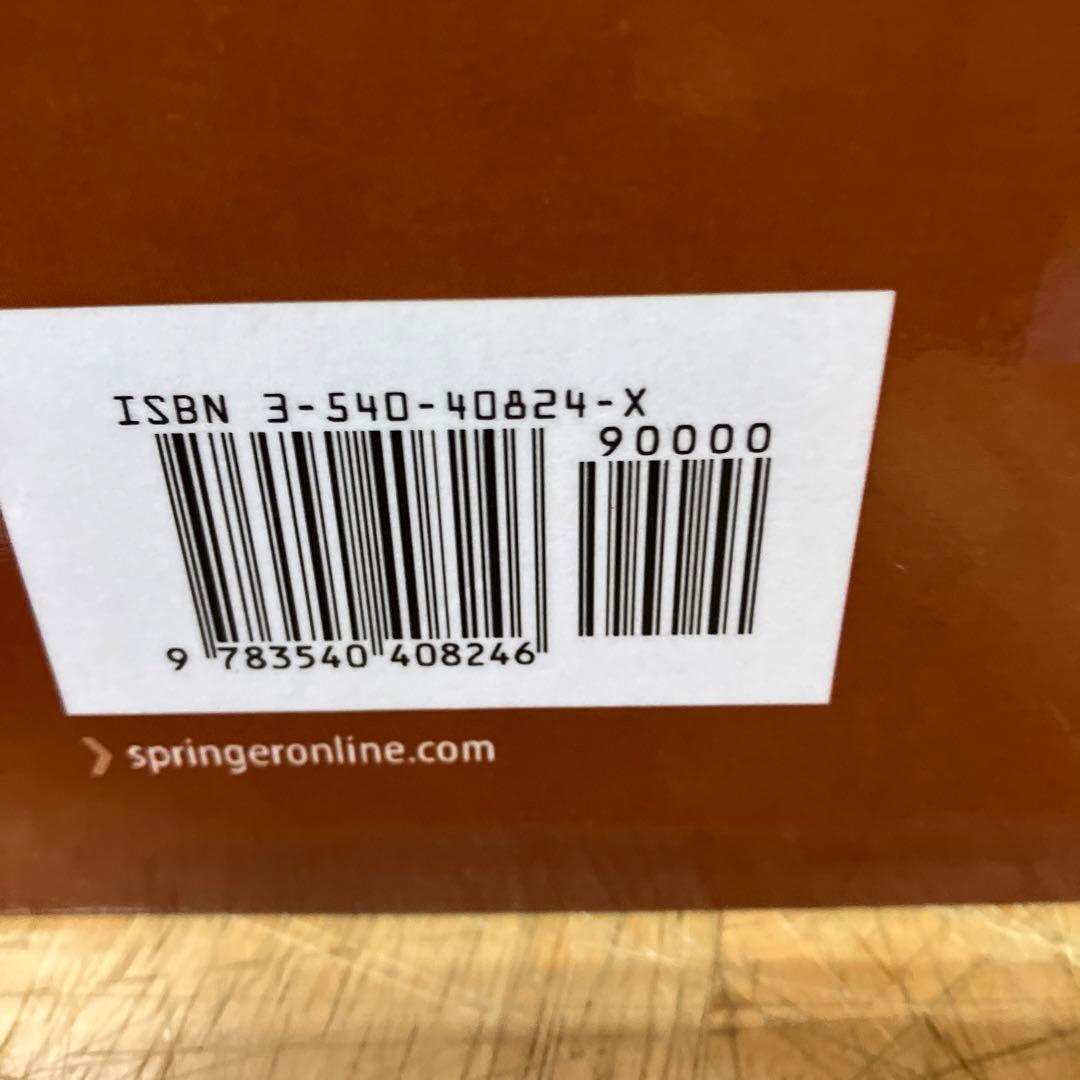 ISBN 3-540-40824-X
90000
9 783540 408246
springeronline.com